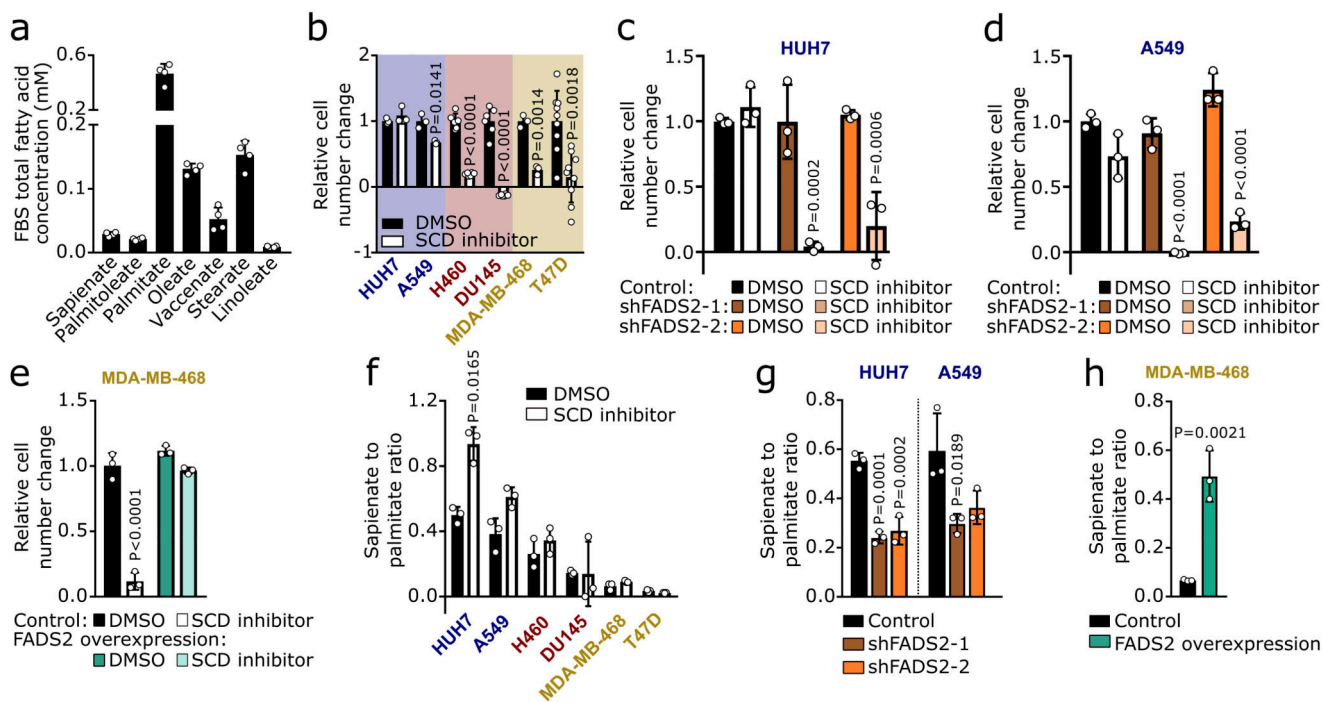 a
FBS total fatty acid
concentration (mM)
0.6
0.2
0.2
0.1
0.0
Sapienate
Palmitoleate
Palmitate
Oleate
Vaccenate
Stearate
Linoleate
b
Relative cell
number change
2
1
0
-1
P=0.0141
P<0.0001
P<0.0001
P=0.0014
P=0.0018
DMSO
SCD inhibitor
HUH7
A549
H460
DU145
MDA-MB-468
T47D
c
HUH7
Relative cell
number change
1.5
1.0
0.5
0.0
P=0.0002
P=0.0006
Control: DMSO SCD inhibitor
shFADS2-1: DMSO SCD inhibitor
shFADS2-2: DMSO SCD inhibitor
d
A549
Relative cell
number change
1.5
1.0
0.5
0.0
P<0.0001
P<0.0001
Control: DMSO SCD inhibitor
shFADS2-1: DMSO SCD inhibitor
shFADS2-2: DMSO SCD inhibitor
e
MDA-MB-468
Relative cell
number change
1.5
1.0
0.5
0.0
P<0.0001
Control: DMSO SCD inhibitor
FADS2 overexpression:
DMSO SCD inhibitor
f
Sapienate to
palmitate ratio
1.2
0.8
0.4
0.0
P=0.0165
DMSO
SCD inhibitor
HUH7
A549
H460
DU145
MDA-MB-468
T47D
g
HUH7 A549
Sapienate to
palmitate ratio
0.8
0.6
0.4
0.2
0.0
P=0.0001
P=0.0002
P=0.0189
Control
shFADS2-1
shFADS2-2
h
MDA-MB-468
Sapienate to
palmitate ratio
0.8
0.6
0.4
0.2
0.0
P=0.0021
Control
FADS2 overexpression